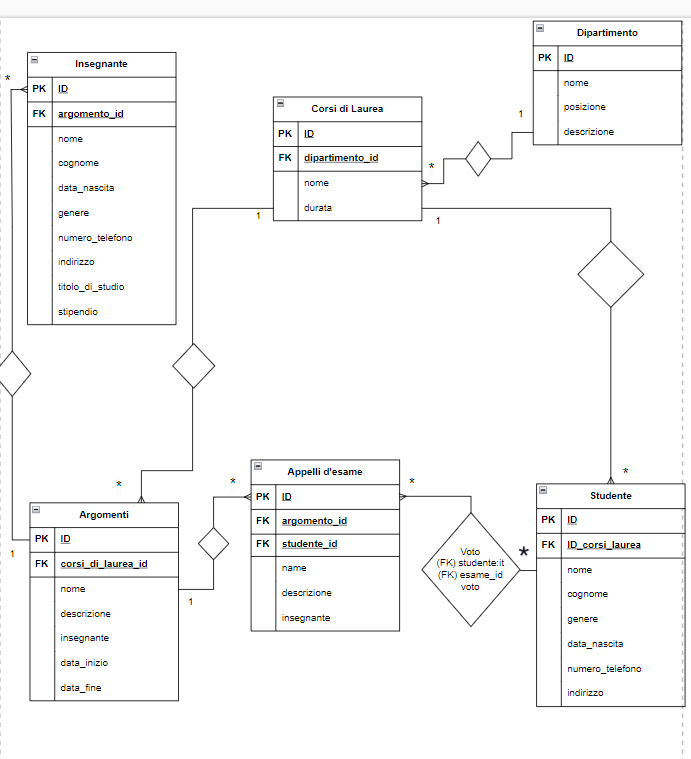 Dipartimento
PK ID
nome
posizione
descrizione
Insegnante
PK ID
FK argomento_id
nome
cognome
data_nascita
genere
numero_telefono
indirizzo
titolo_di_studio
stipendio
Corsi di Laurea
PK ID
FK dipartimento_id
nome
durata
*
1
*
1
1
*
*
*
*
*
1
1
Appelli d'esame
PK ID
FK argomento_id
FK studente_id
name
descrizione
insegnante
Voto
(FK) studente:it
(FK) esame_id
voto
Studente
PK ID
FK ID_corsi_laurea
nome
cognome
genere
data_nascita
numero_telefono
indirizzo
Argomenti
PK ID
FK corsi_di_laurea_id
nome
descrizione
insegnante
data_inizio
data_fine